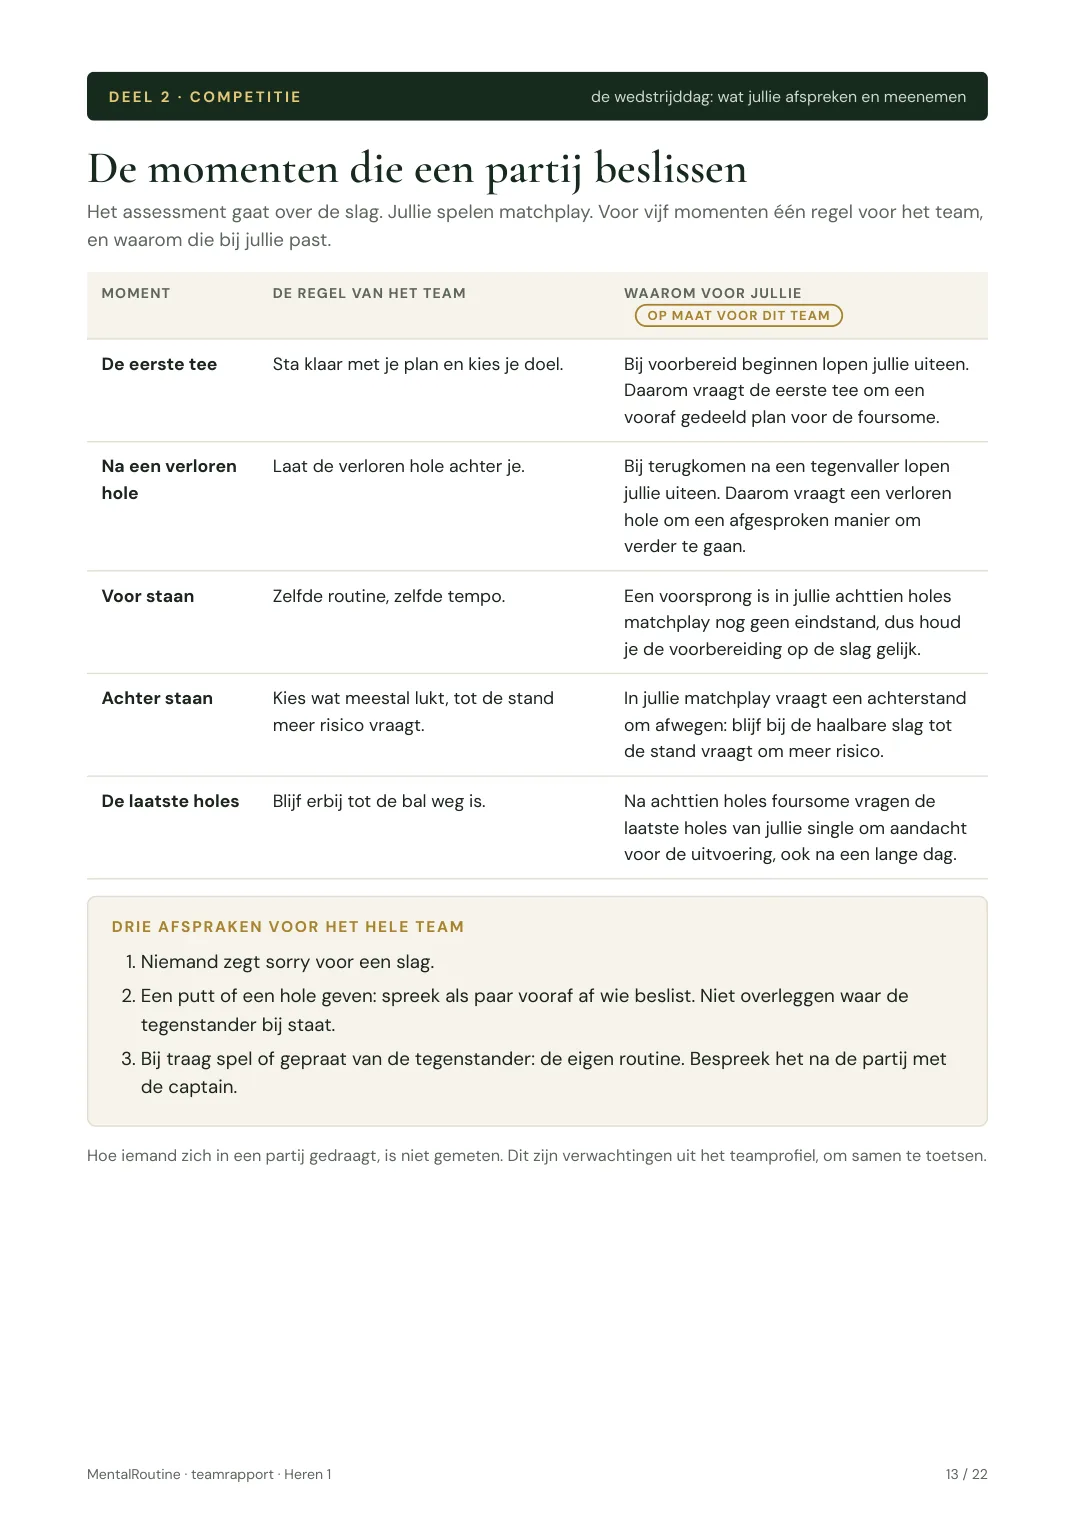 DEEL 2 · COMPETITIE
de wedstrijddag: wat jullie afspreken en meenemen
De momenten die een partij beslissen
Het assessment gaat over de slag. Jullie spelen matchplay. Voor vijf momenten één regel voor het team,
en waarom die bij jullie past.
MOMENT
DE REGEL VAN HET TEAM
WAAROM VOOR JULLIE
OP MAAT VOOR DIT TEAM
De eerste tee
Sta klaar met je plan en kies je doel.
Bij voorbereid beginnen lopen jullie uiteen.
Daarom vraagt de eerste tee om een
vooraf gedeeld plan voor de foursome.
Na een verloren
hole
Laat de verloren hole achter je.
Bij terugkomen na een tegenvaller lopen
jullie uiteen. Daarom vraagt een verloren
hole om een afgesproken manier om
verder te gaan.
Voor staan
Zelfde routine, zelfde tempo.
Een voorsprong is in jullie achttien holes
matchplay nog geen eindstand, dus houd
je de voorbereiding op de slag gelijk.
Achter staan
Kies wat meestal lukt, tot de stand
meer risico vraagt.
In jullie matchplay vraagt een achterstand
om afwegen: blijf bij de haalbare slag tot
de stand vraagt om meer risico.
De laatste holes
Blijf erbij tot de bal weg is.
Na achttien holes foursome vragen de
laatste holes van jullie single om aandacht
voor de uitvoering, ook na een lange dag.
DRIE AFSPRAKEN VOOR HET HELE TEAM
1. Niemand zegt sorry voor een slag.
2. Een putt of een hole geven: spreek als paar vooraf af wie beslist. Niet overleggen waar de
tegenstander bij staat.
3. Bij traag spel of gepraat van de tegenstander: de eigen routine. Bespreek het na de partij met
de captain.
Hoe iemand zich in een partij gedraagt, is niet gemeten. Dit zijn verwachtingen uit het teamprofiel, om samen te toetsen.
MentalRoutine · teamrapport · Heren 1
13 / 22